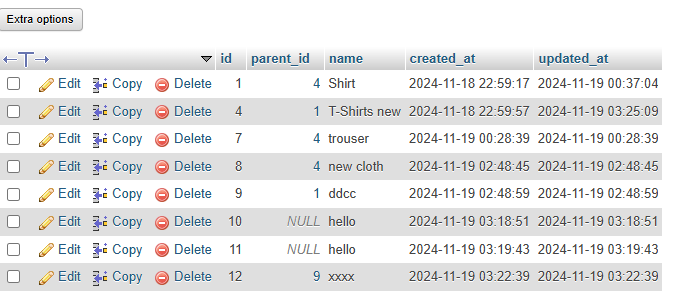 Extra options
id parent_id name created_at updated_at
Edit Copy Delete 1 4 Shirt 2024-11-18 22:59:17 2024-11-19 00:37:04
Edit Copy Delete 4 1 T-Shirts new 2024-11-18 22:59:57 2024-11-19 03:25:09
Edit Copy Delete 7 4 trouser 2024-11-19 00:28:39 2024-11-19 00:28:39
Edit Copy Delete 8 4 new cloth 2024-11-19 02:48:45 2024-11-19 02:48:45
Edit Copy Delete 9 1 ddcc 2024-11-19 02:48:59 2024-11-19 02:48:59
Edit Copy Delete 10 NULL hello 2024-11-19 03:18:51 2024-11-19 03:18:51
Edit Copy Delete 11 NULL hello 2024-11-19 03:19:43 2024-11-19 03:19:43
Edit Copy Delete 12 9 xxxx 2024-11-19 03:22:39 2024-11-19 03:22:39